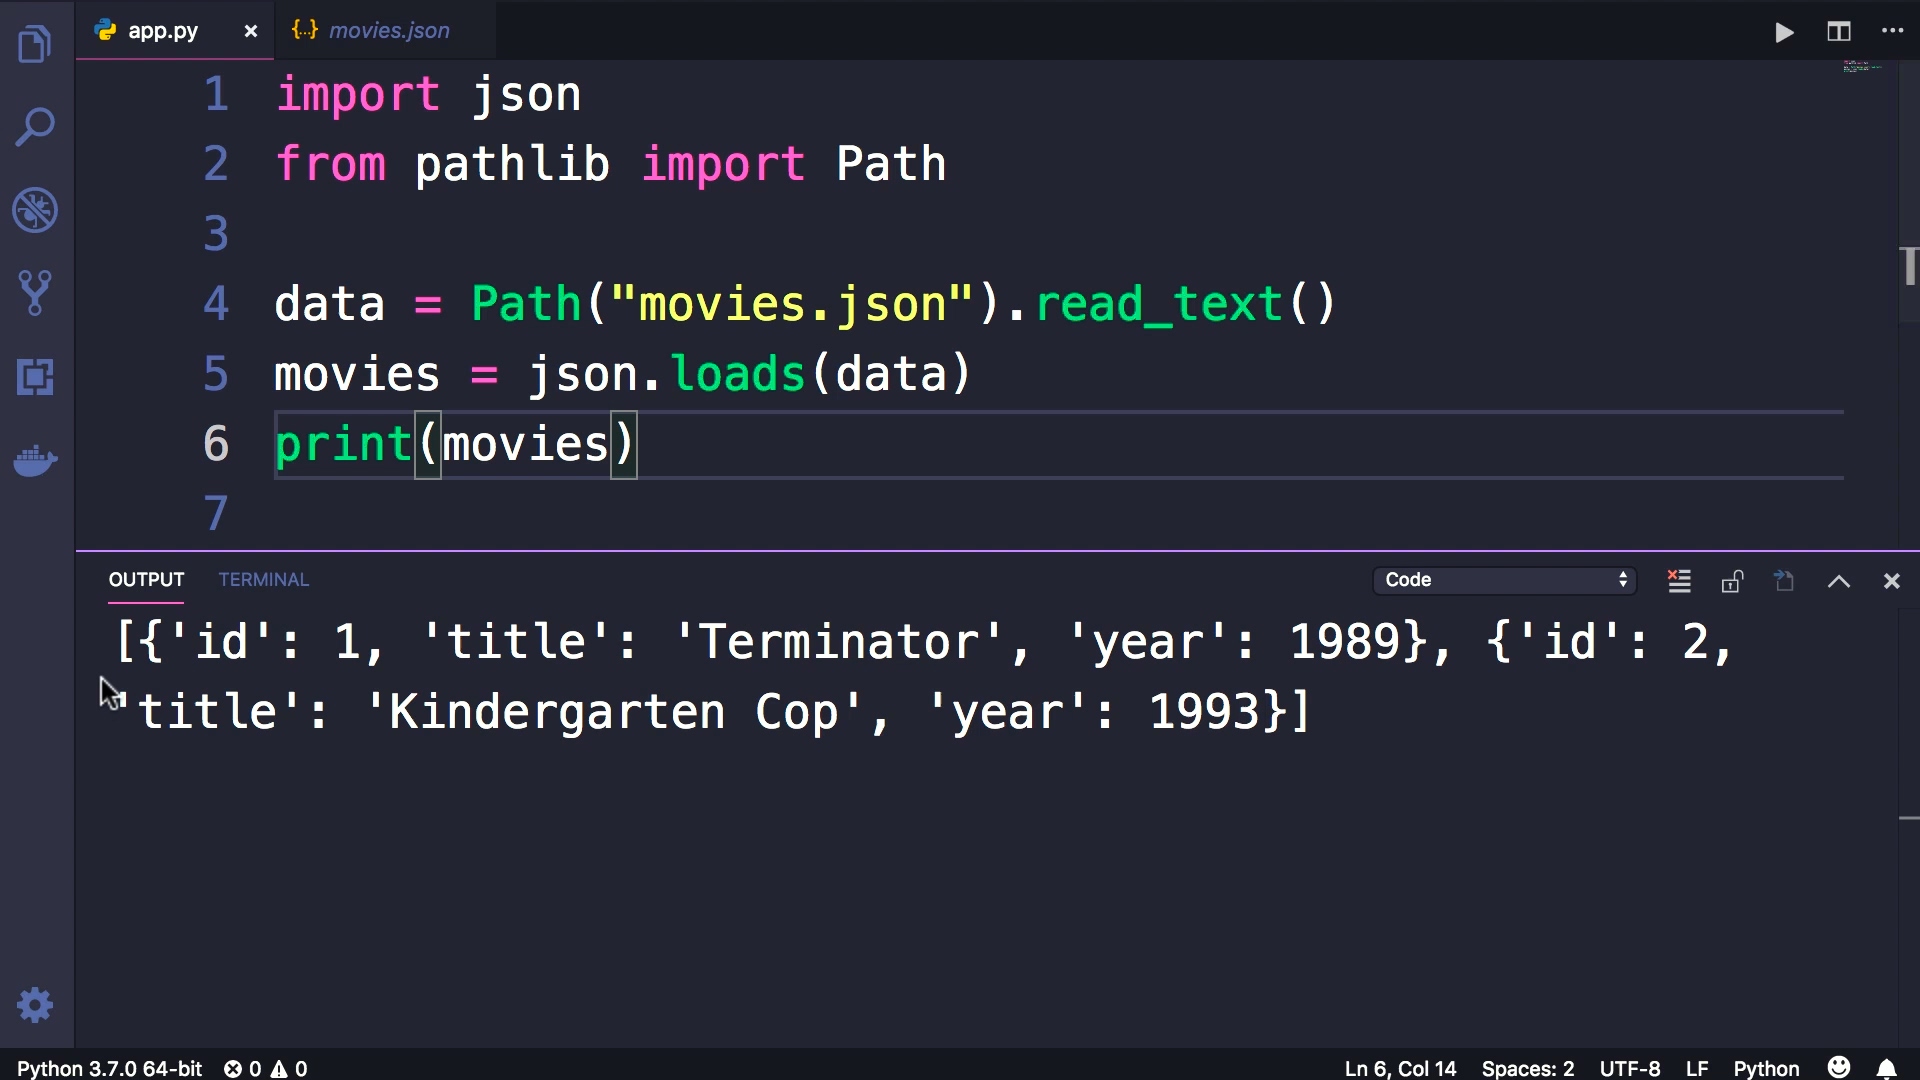 app.py
{..} movies.json
1 import json
2 from pathlib import Path
3
4 data = Path("movies.json").read_text()
5 movies = json.loads(data)
6 print(movies)
7
OUTPUT TERMINAL
Code
[{'id': 1, 'title': 'Terminator', 'year': 1989}, {'id': 2,
'title': 'Kindergarten Cop', 'year': 1993}]
Python 3.7.0 64-bit 0 0 Ln 6, Col 14 Spaces: 2 UTF-8 LF Python